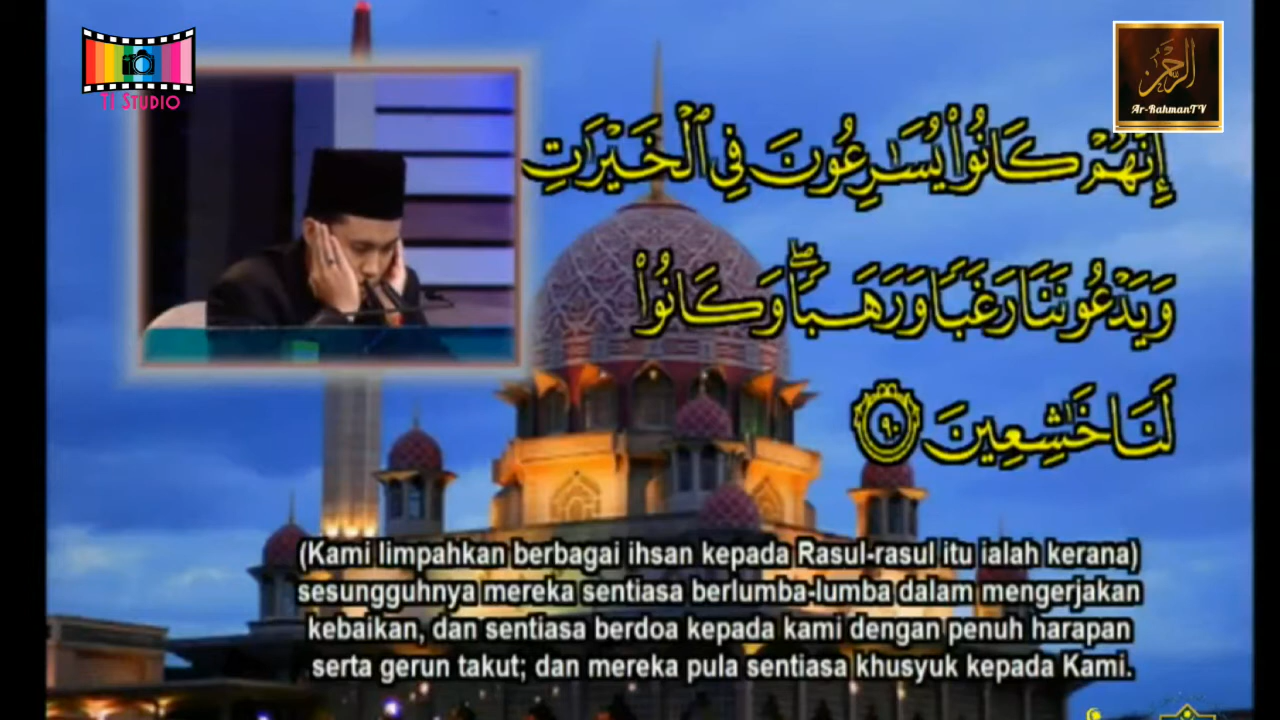 TI STUDIO
الرحمن
Ar-RahmanTV
إِنَّهُمْ كَانُوا۟ يُسَـٰرِعُونَ فِى ٱلْخَيْرَٰتِ
وَيَدْعُونَنَا رَغَبًا وَرَهَبًا ۖ وَكَانُوا۟
لَنَا خَـٰشِعِينَ ٩٠
(Kami limpahkan berbagai ihsan kepada Rasul-rasul itu ialah kerana)
sesungguhnya mereka sentiasa berlumba-lumba dalam mengerjakan
kebaikan, dan sentiasa berdoa kepada kami dengan penuh harapan
serta gerun takut; dan mereka pula sentiasa khusyuk kepada Kami.